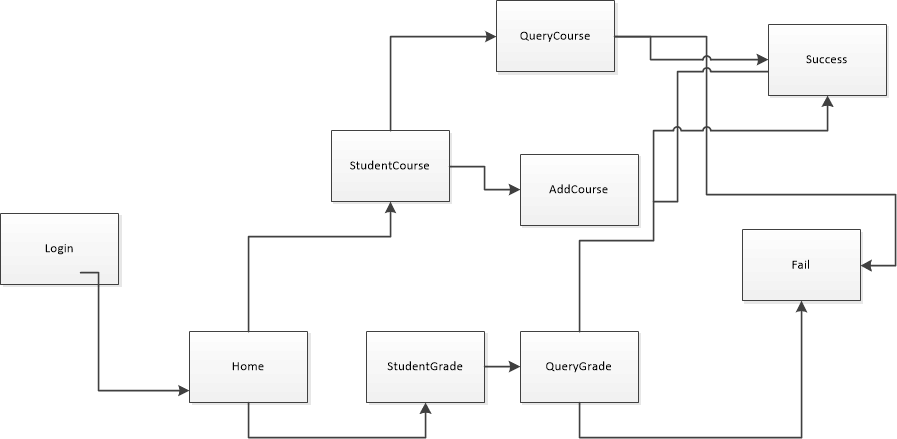 QueryCourse
Success
StudentCourse
AddCourse
Login
Fail
Home
StudentGrade
QueryGrade